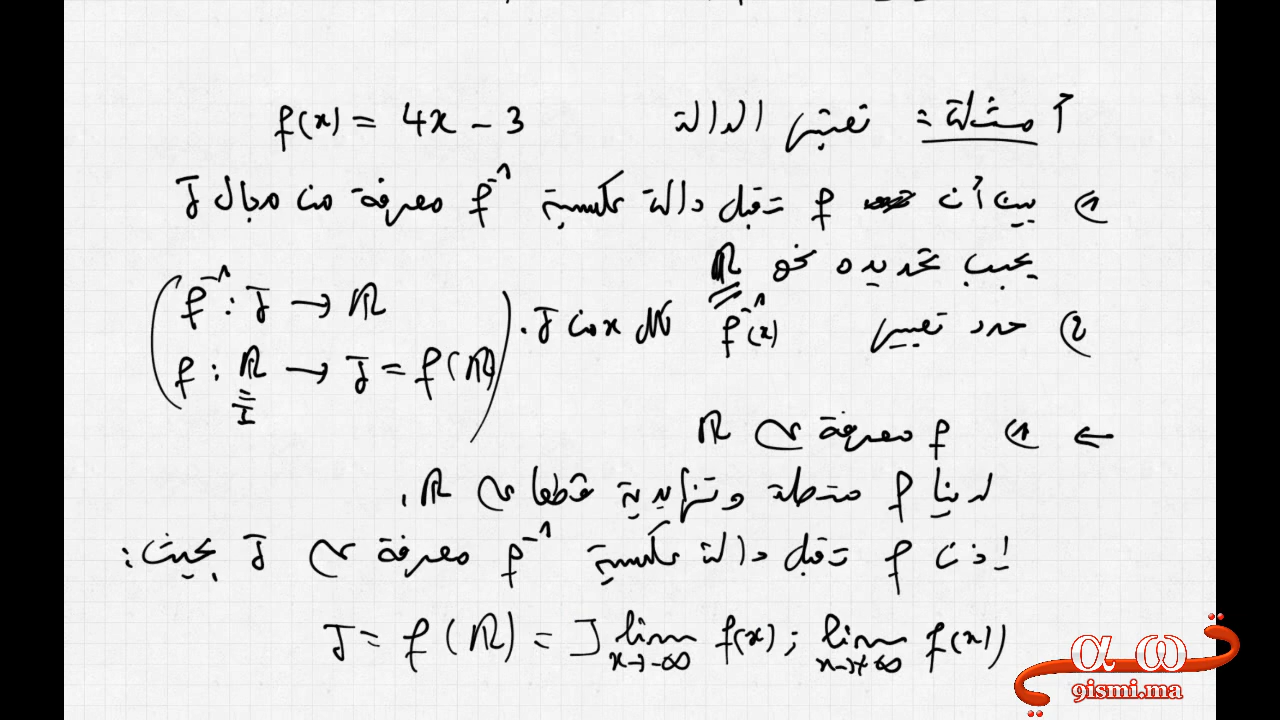 أمثلة: نعتبر الدالة f(x) = 4x - 3
1) بين أن f تقبل دالة عكسية f⁻¹ معرفة من مجال J
يجب تحديده نحو ℝ
2) حدد تعبير f⁻¹(x) لكل x من J.
(f⁻¹ : J → ℝ
f : ℝ → J = f(ℝ))
= I
← 1) f معرفة على ℝ
لدينا f متصلة وتزايدية قطعا على ℝ.
إذن f تقبل دالة عكسية f⁻¹ معرفة على J بحيث:
J = f(ℝ) = ]lim x→-∞ f(x); lim x→+∞ f(x))
α ω
9ismi.ma